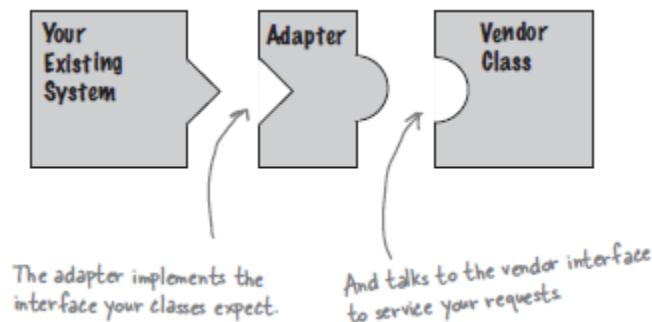 Your
Existing
System
Adapter
Vendor
Class
The adapter implements the
interface your classes expect.
And talks to the vendor interface
to service your requests.